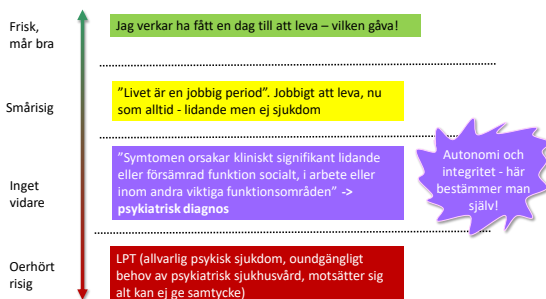 Frisk,
mår bra
Jag verkar ha fått en dag till att leva – vilken gåva!
Smårisig
”Livet är en jobbig period”. Jobbigt att leva, nu
som alltid - lidande men ej sjukdom
Inget
vidare
”Symtomen orsakar kliniskt signifikant lidande
eller försämrad funktion socialt, i arbete eller
inom andra viktiga funktionsområden” ->
psykiatrisk diagnos
Autonomi och
integritet - här
bestämmer man
själv!
Oerhört
risig
LPT (allvarlig psykisk sjukdom, oundgängligt
behov av psykiatrisk sjukhusvård, motsätter sig
alt kan ej ge samtycke)